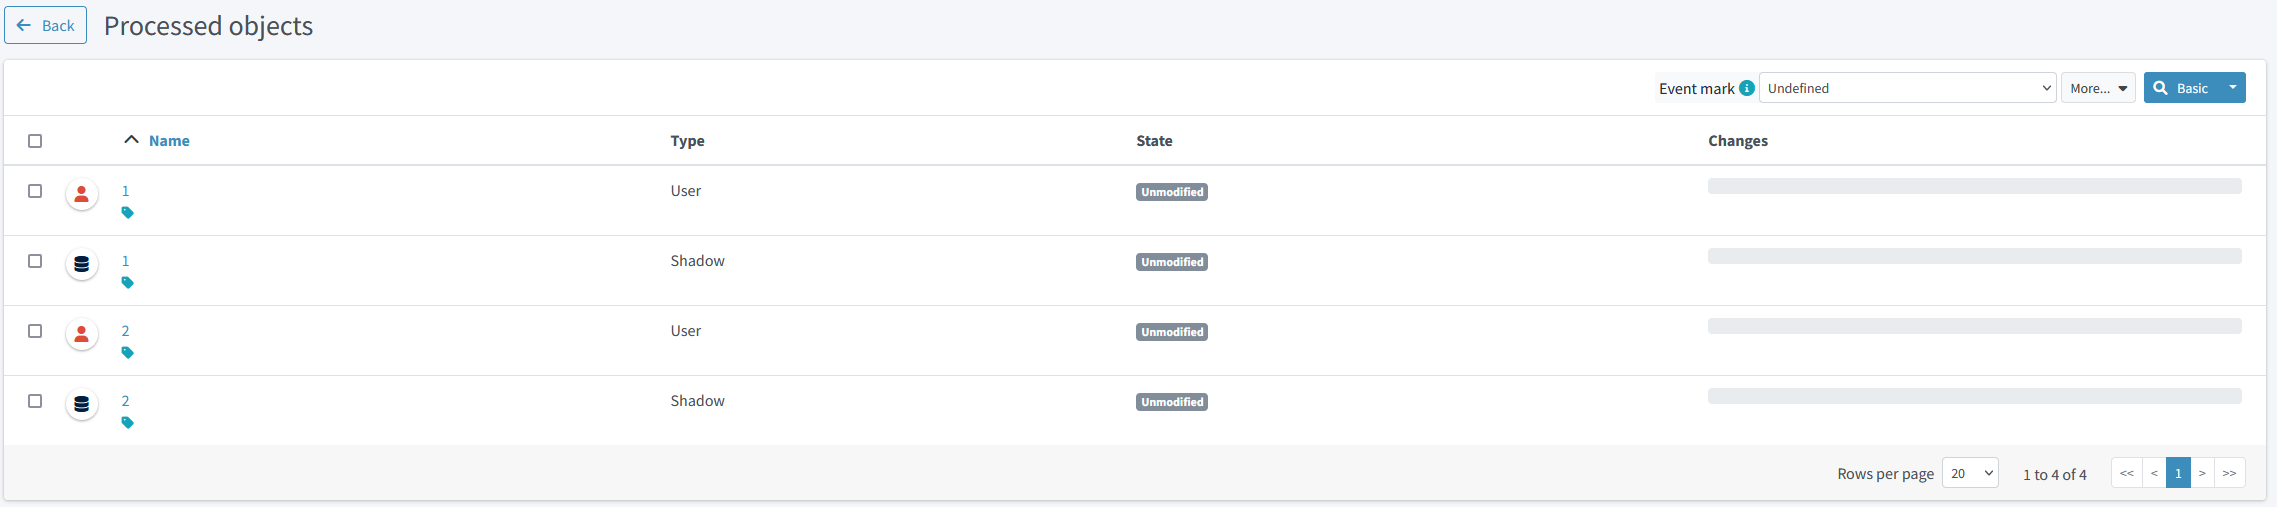 Back Processed objects
Event mark Undefined More... Basic
Name Type State Changes
1 User Unmodified
1 Shadow Unmodified
2 User Unmodified
2 Shadow Unmodified
Rows per page 20 1 to 4 of 4 << < 1 > >>